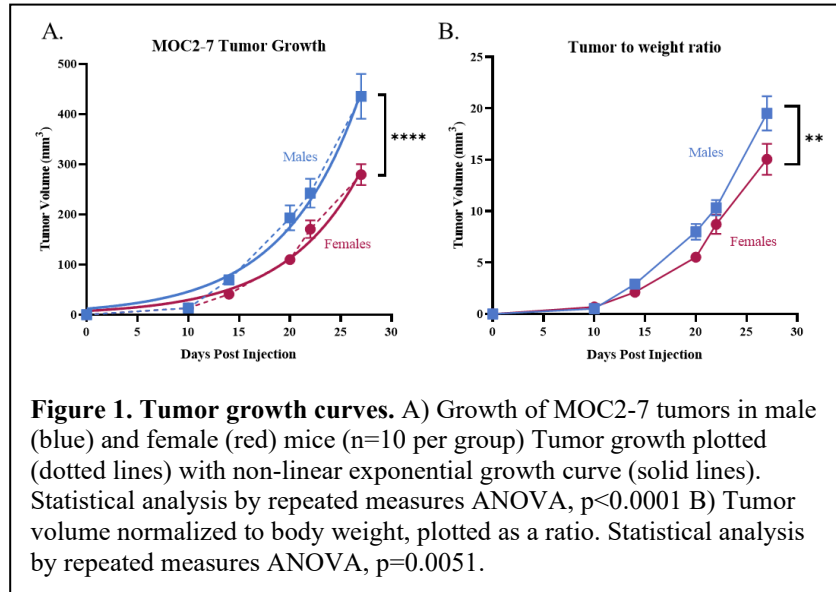 A.
MOC2-7 Tumor Growth
Tumor Volume (mm³)
500
400
300
200
100
0
Males
Females
****
0 5 10 15 20 25 30
Days Post Injection
B.
Tumor to weight ratio
Tumor Volume (mm³)
25
20
15
10
5
0
Males
Females
**
0 5 10 15 20 25 30
Days Post Injection
Figure 1. Tumor growth curves. A) Growth of MOC2-7 tumors in male
(blue) and female (red) mice (n=10 per group) Tumor growth plotted
(dotted lines) with non-linear exponential growth curve (solid lines).
Statistical analysis by repeated measures ANOVA, p<0.0001 B) Tumor
volume normalized to body weight, plotted as a ratio. Statistical analysis
by repeated measures ANOVA, p=0.0051.